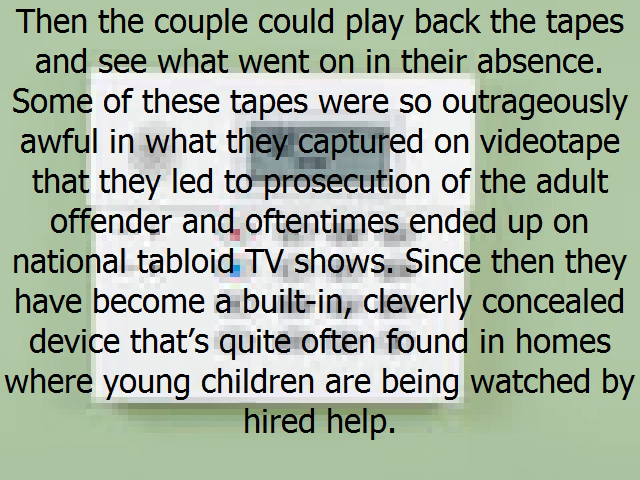 Then the couple could play back the tapes
and see what went on in their absence.
Some of these tapes were so outrageously
awful in what they captured on videotape
that they led to prosecution of the adult
offender and oftentimes ended up on
national tabloid TV shows. Since then they
have become a built-in, cleverly concealed
device that’s quite often found in homes
where young children are being watched by
hired help.